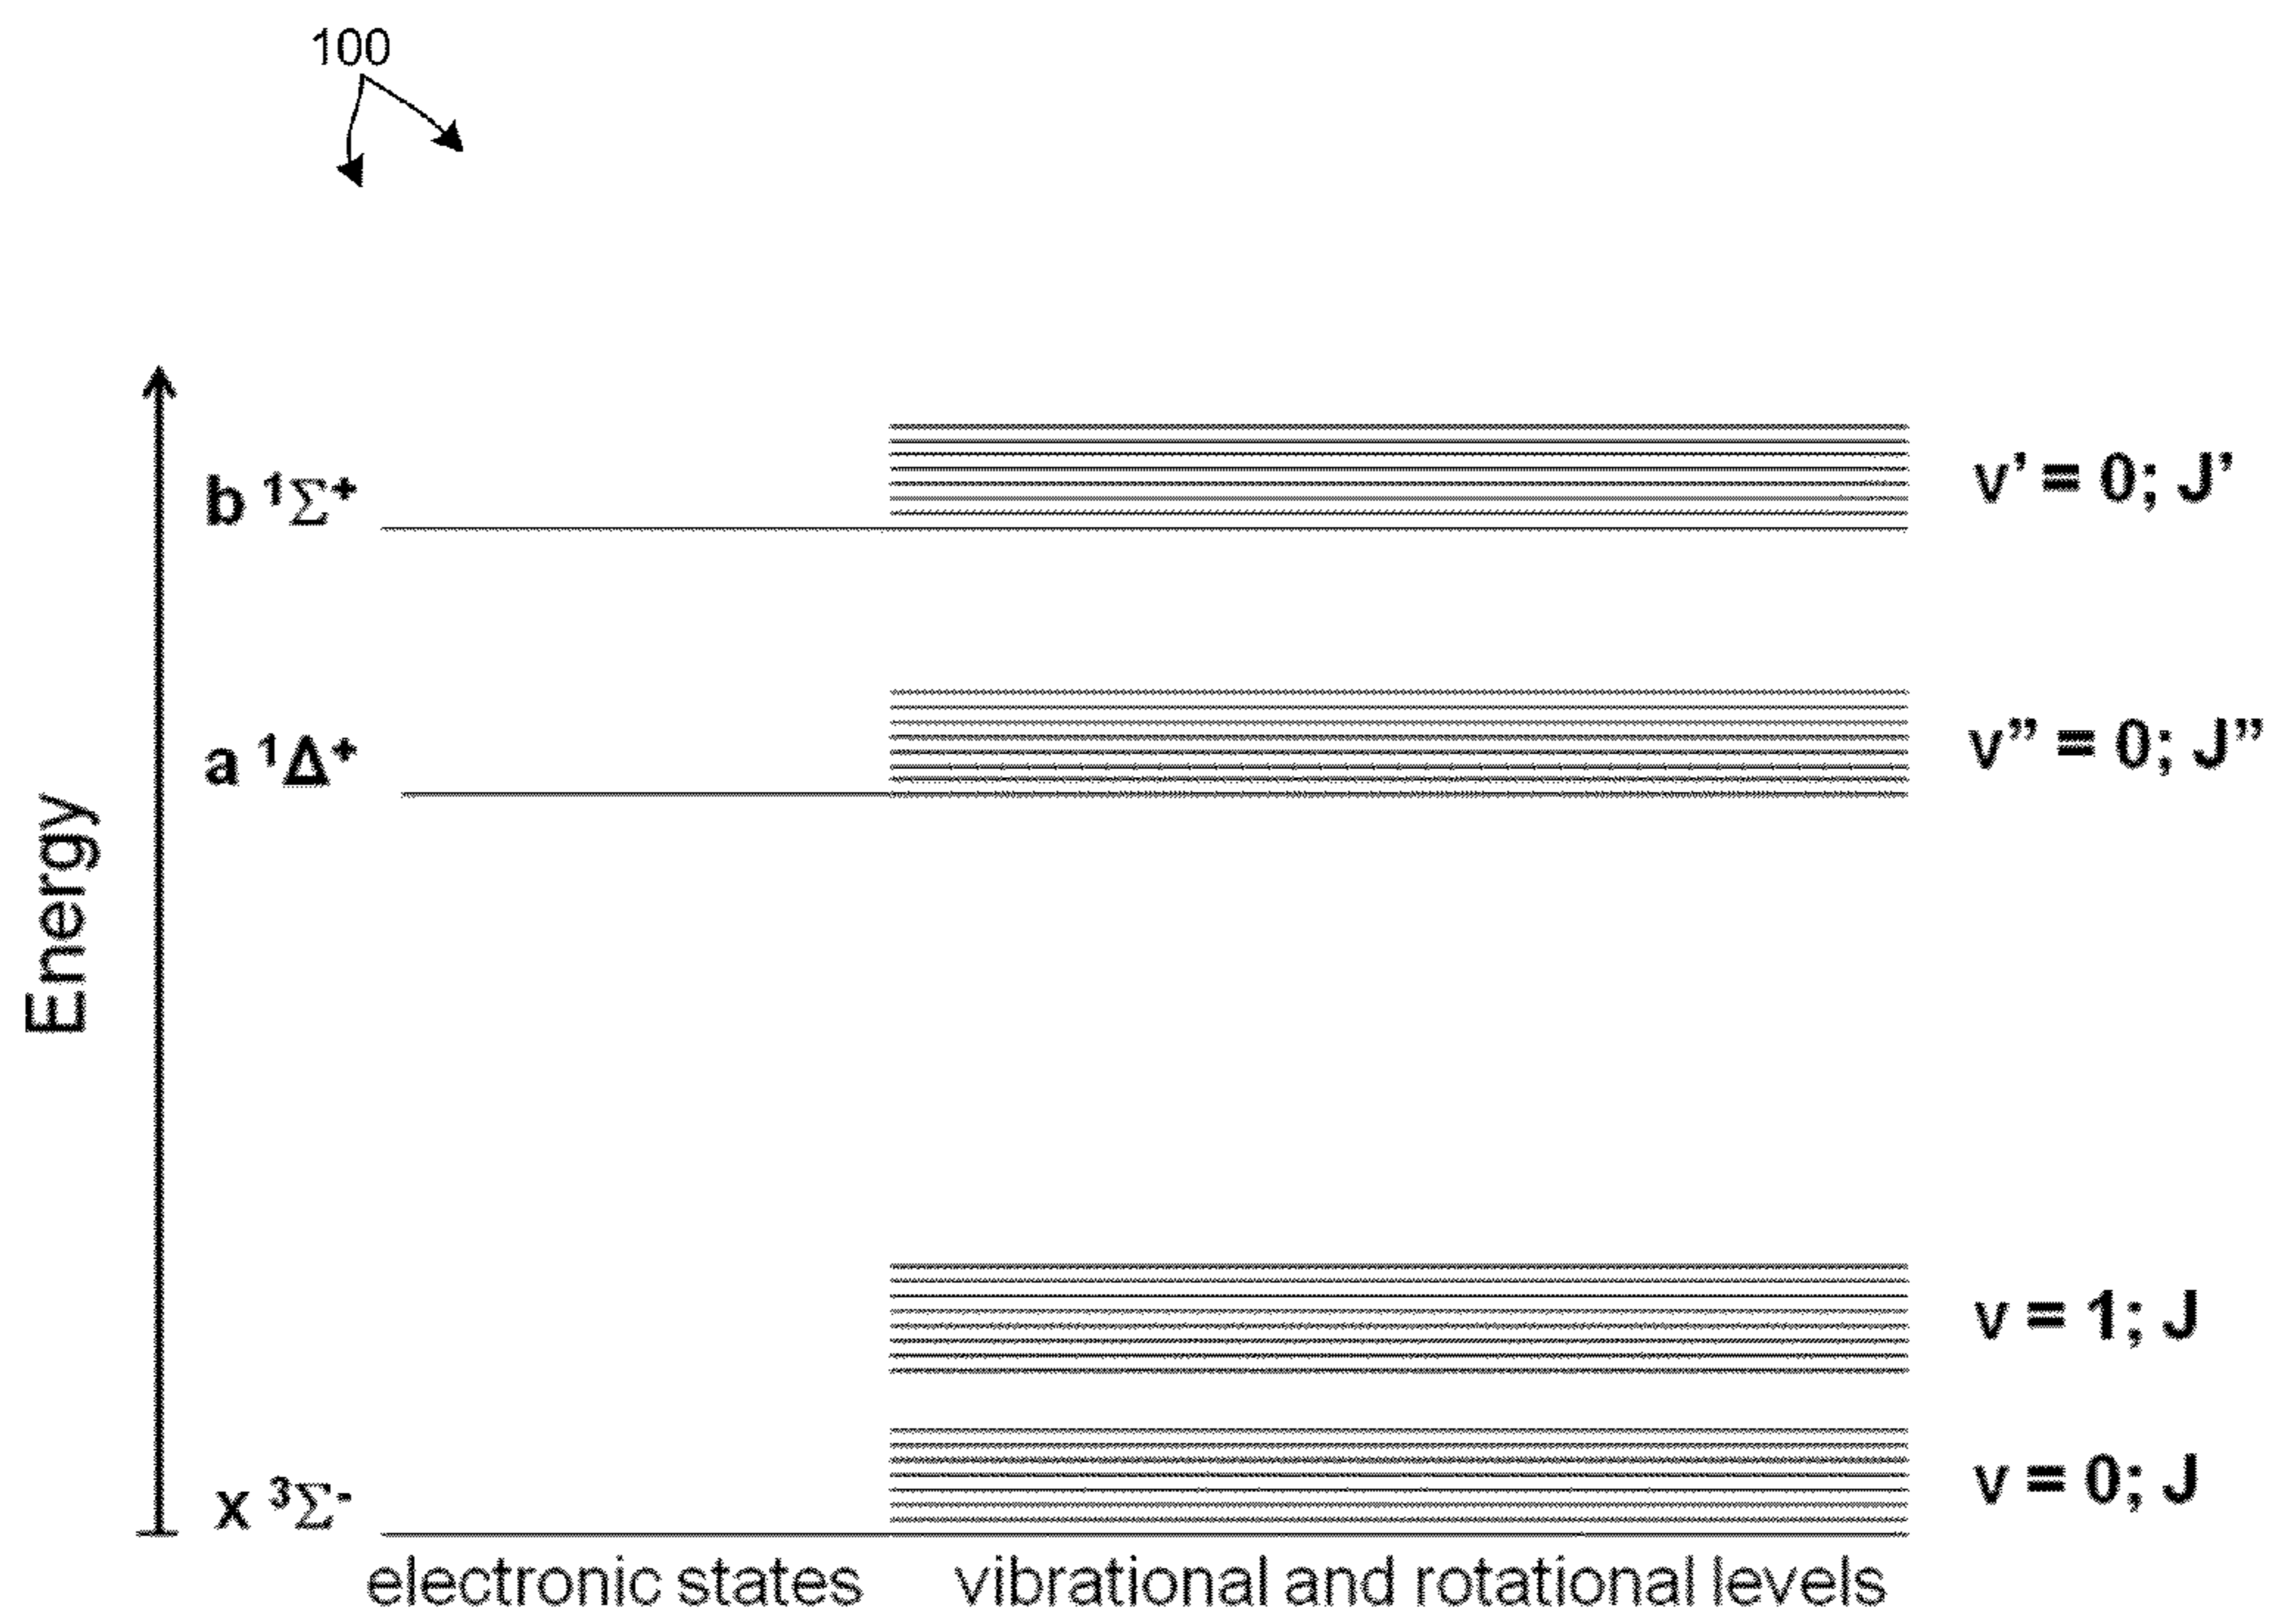 100
b ¹Σ⁺
v’ = 0; J’
a ¹Δ⁺
v” = 0; J”
Energy
v = 1; J
x ³Σ⁻
v = 0; J
electronic states
vibrational and rotational levels